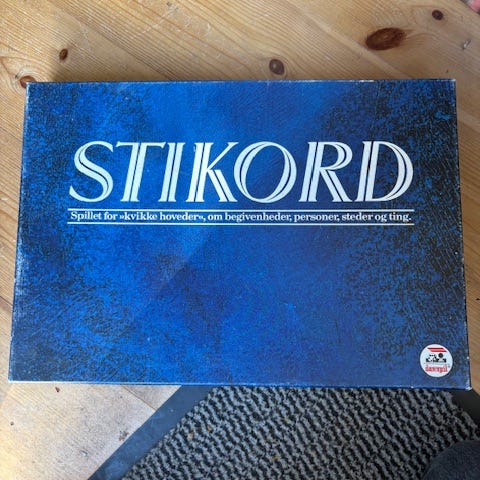 STIKORD
Spillet for »kvikke hoveder«, om begivenheder, personer, steder og ting.
danspil